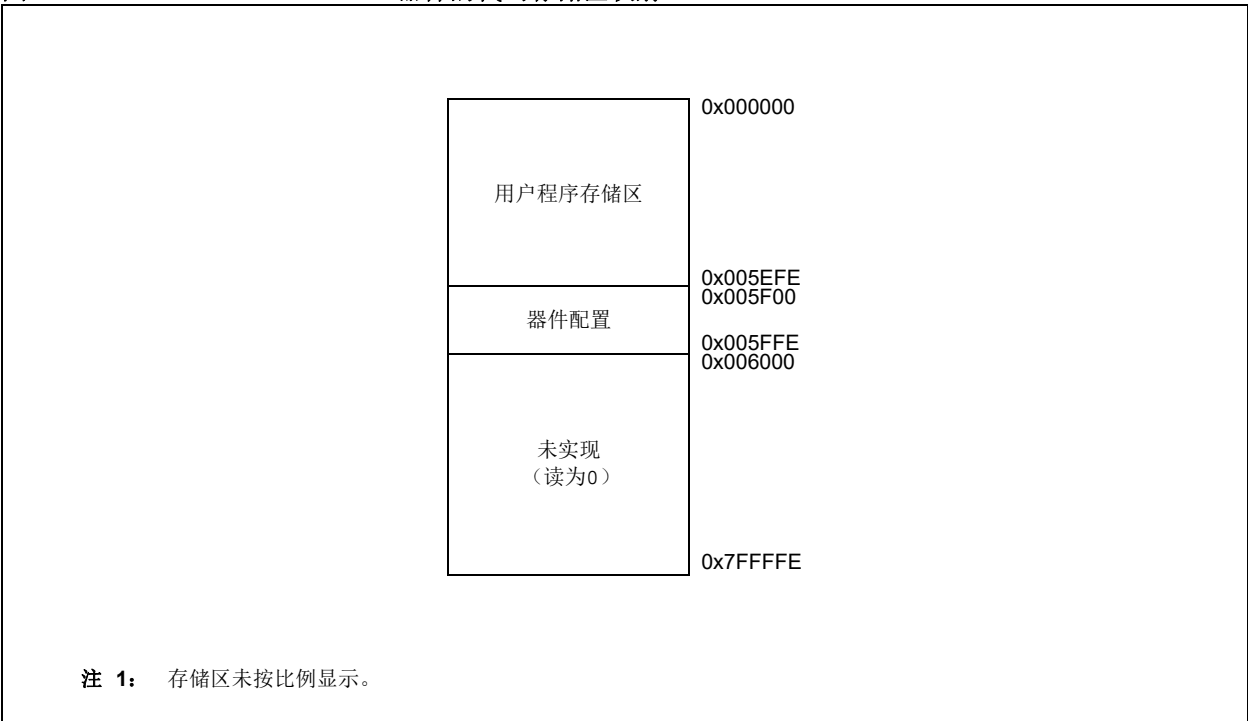 0x000000
用户程序存储区
0x005EFE
0x005F00
器件配置
0x005FFE
0x006000
未实现
（读为0）
0x7FFFFE
注 1： 存储区未按比例显示。